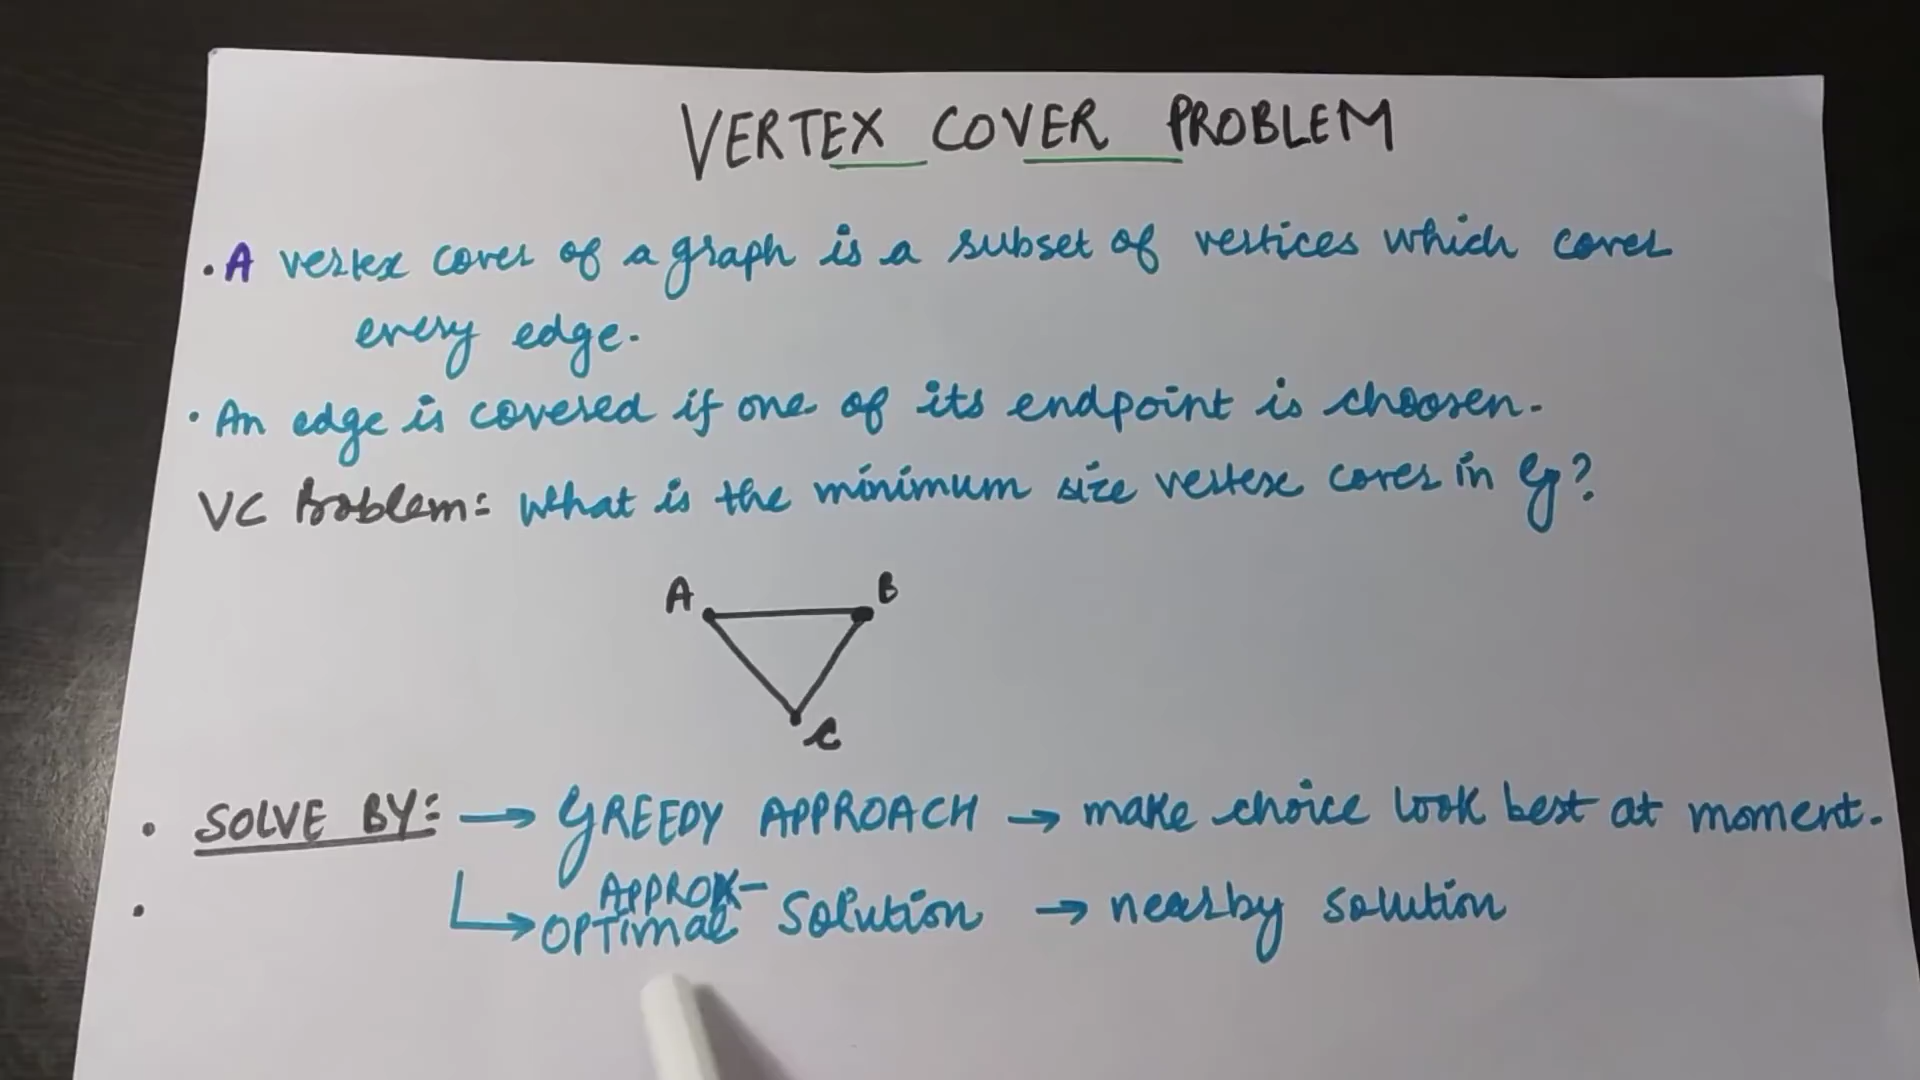 VERTEX COVER PROBLEM
• A vertex cover of a graph is a subset of vertices which cover
every edge.
• An edge is covered if one of its endpoint is choosen.
VC Problem:- What is the minimum size vertex cover in G?
A B
C
• SOLVE BY:- → GREEDY APPROACH → make choice look best at moment.
APPROX-
• → OPTIMAL Solution → nearby solution